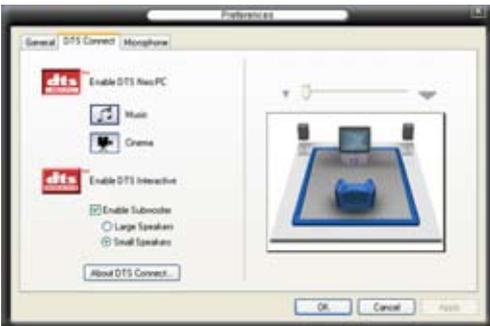 Preferences
General DTS Connect Microphone
dts Enable DTS Neo:PC
Music
Cinema
dts Enable DTS Interactive
Enable Subwoofer
Large Speakers
Small Speakers
About DTS Connect...
OK Cancel Apply